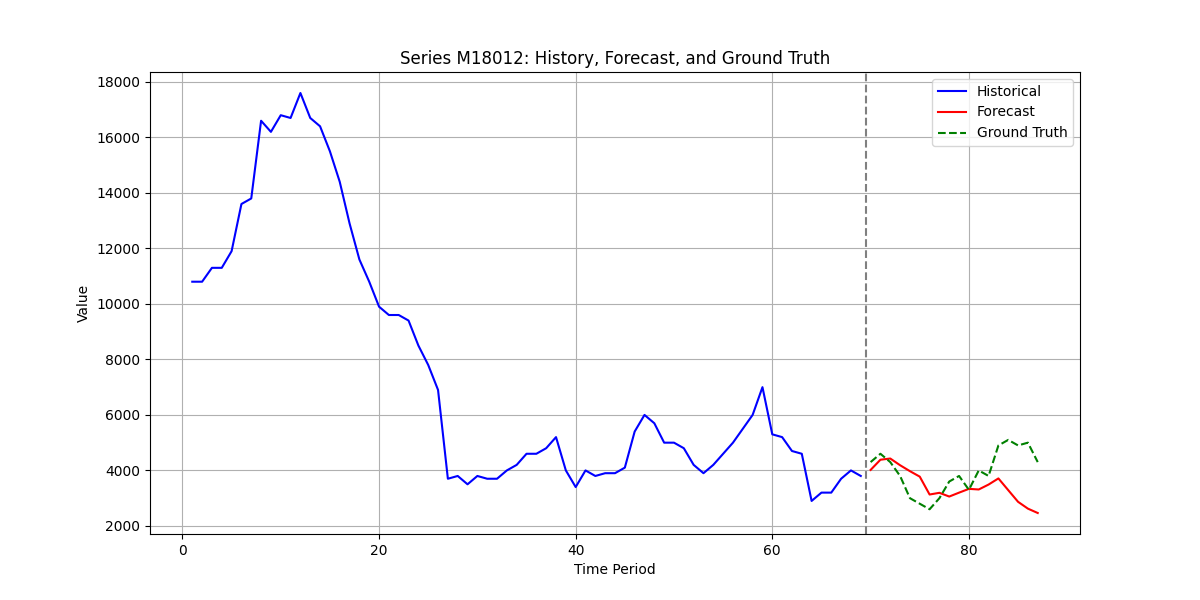 Series M18012: History, Forecast, and Ground Truth
18000
16000
14000
12000
10000
8000
6000
4000
2000
Value
0
20
40
60
80
Time Period
Historical
Forecast
Ground Truth